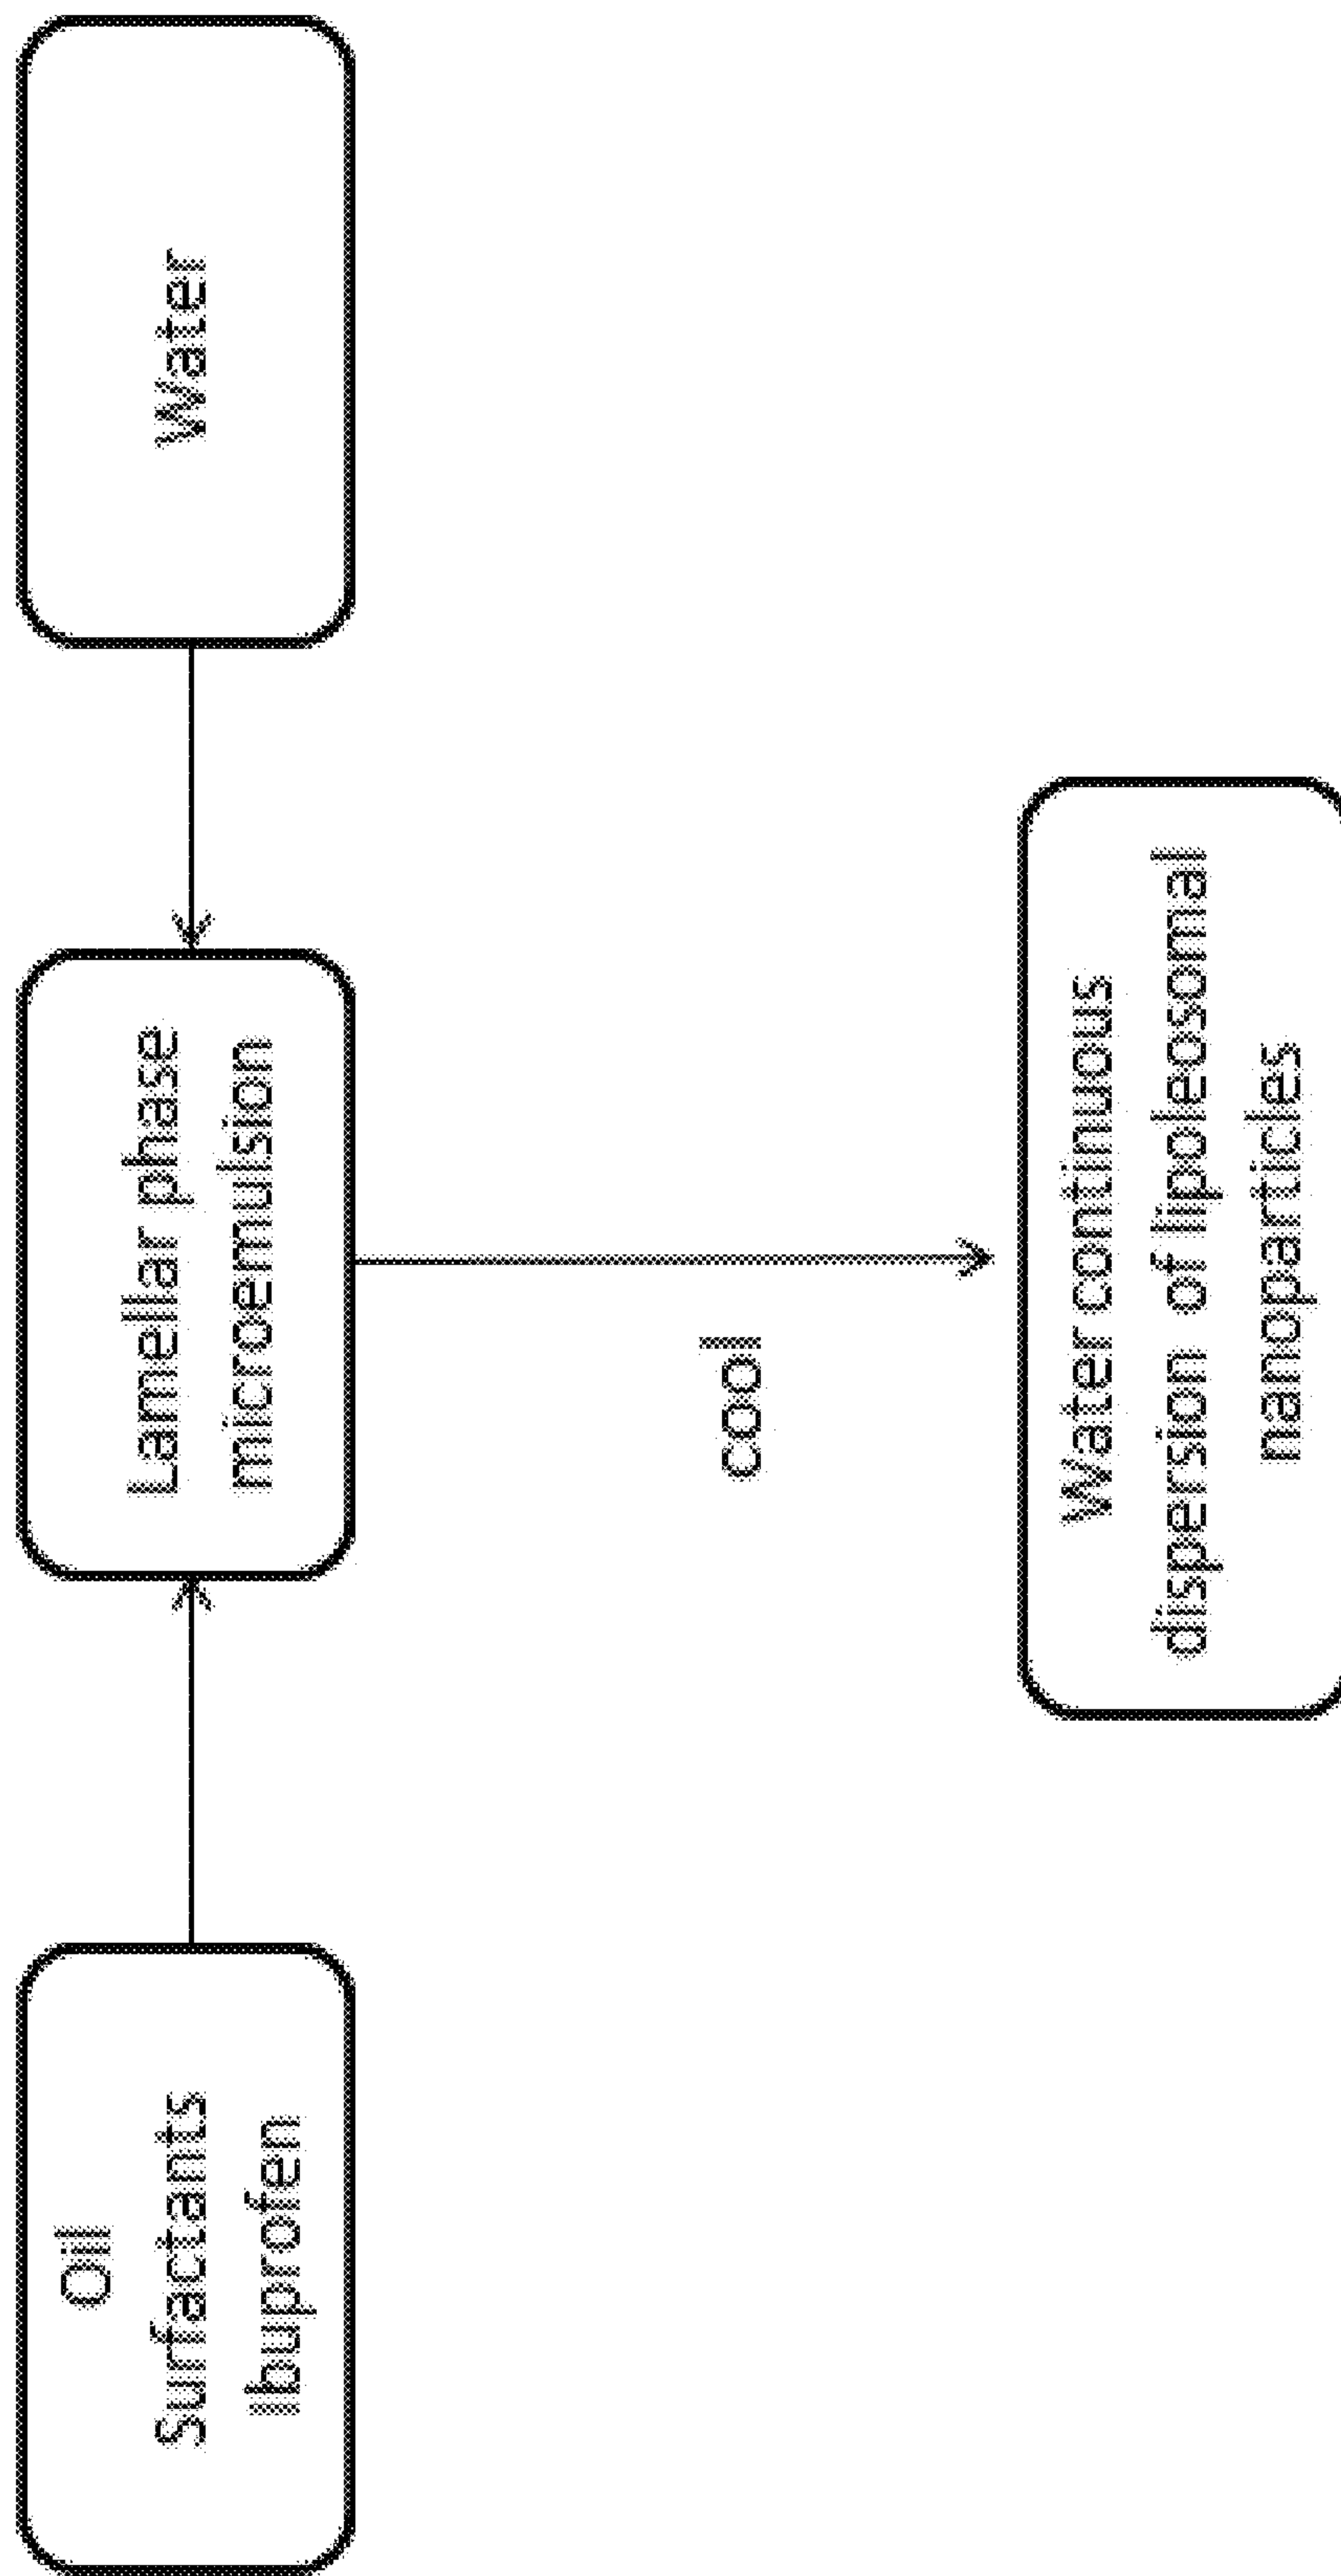 Oil
Surfactants
Ibuprofen
Lamellar phase
microemulsion
Water
cool
Water continuous
dispersion of lipoleosomal
nanoparticles